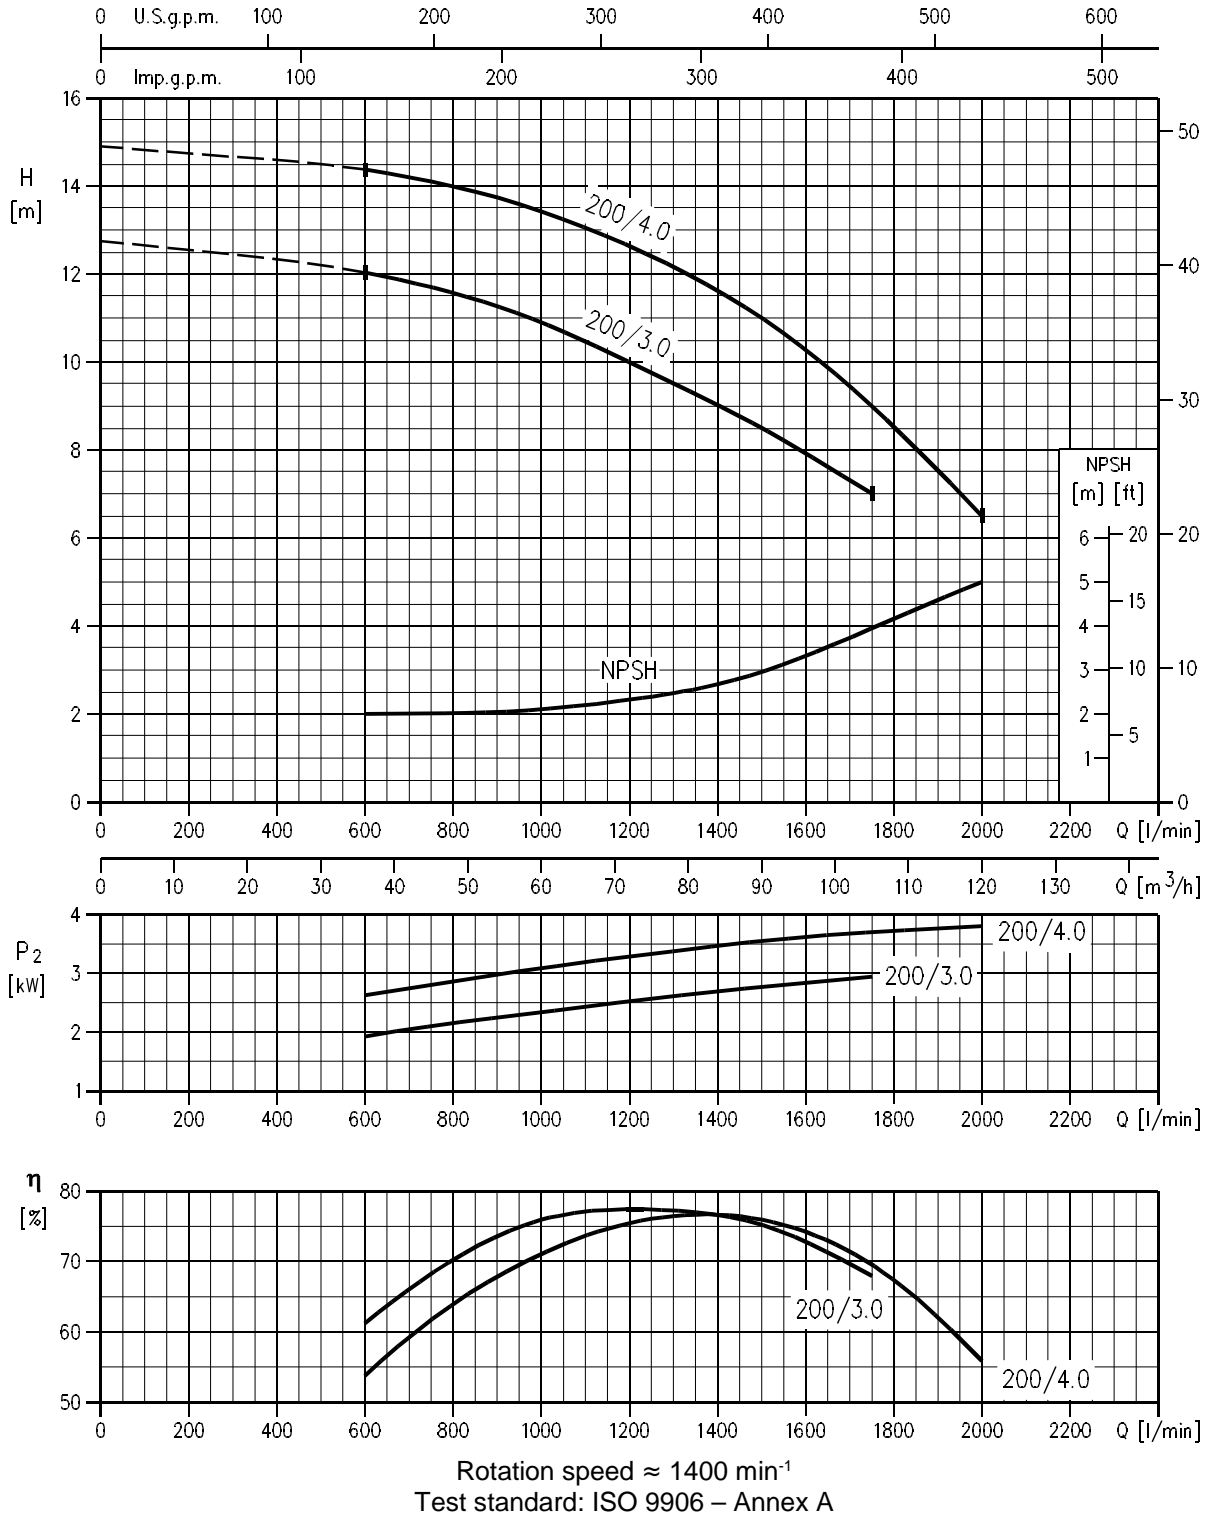 0 U.S.g.p.m. 100 200 300 400 500 600
0 Imp.g.p.m. 100 200 300 400 500
16
50
H
[m]
14
200/4.0
12
40
200/3.0
10
30
8
NPSH
[m] [ft]
6
6
20
20
5
15
4
4
NPSH
3
10
10
2
2
5
1
0
0
0 200 400 600 800 1000 1200 1400 1600 1800 2000 2200 Q [l/min]
0 10 20 30 40 50 60 70 80 90 100 110 120 130 Q [m³/h]
4
P2
[kW]
200/4.0
3
200/3.0
2
1
0 200 400 600 800 1000 1200 1400 1600 1800 2000 2200 Q [l/min]
η
[%]
80
70
200/3.0
60
200/4.0
50
0 200 400 600 800 1000 1200 1400 1600 1800 2000 2200 Q [l/min]
Rotation speed ≈ 1400 min⁻¹
Test standard: ISO 9906 – Annex A